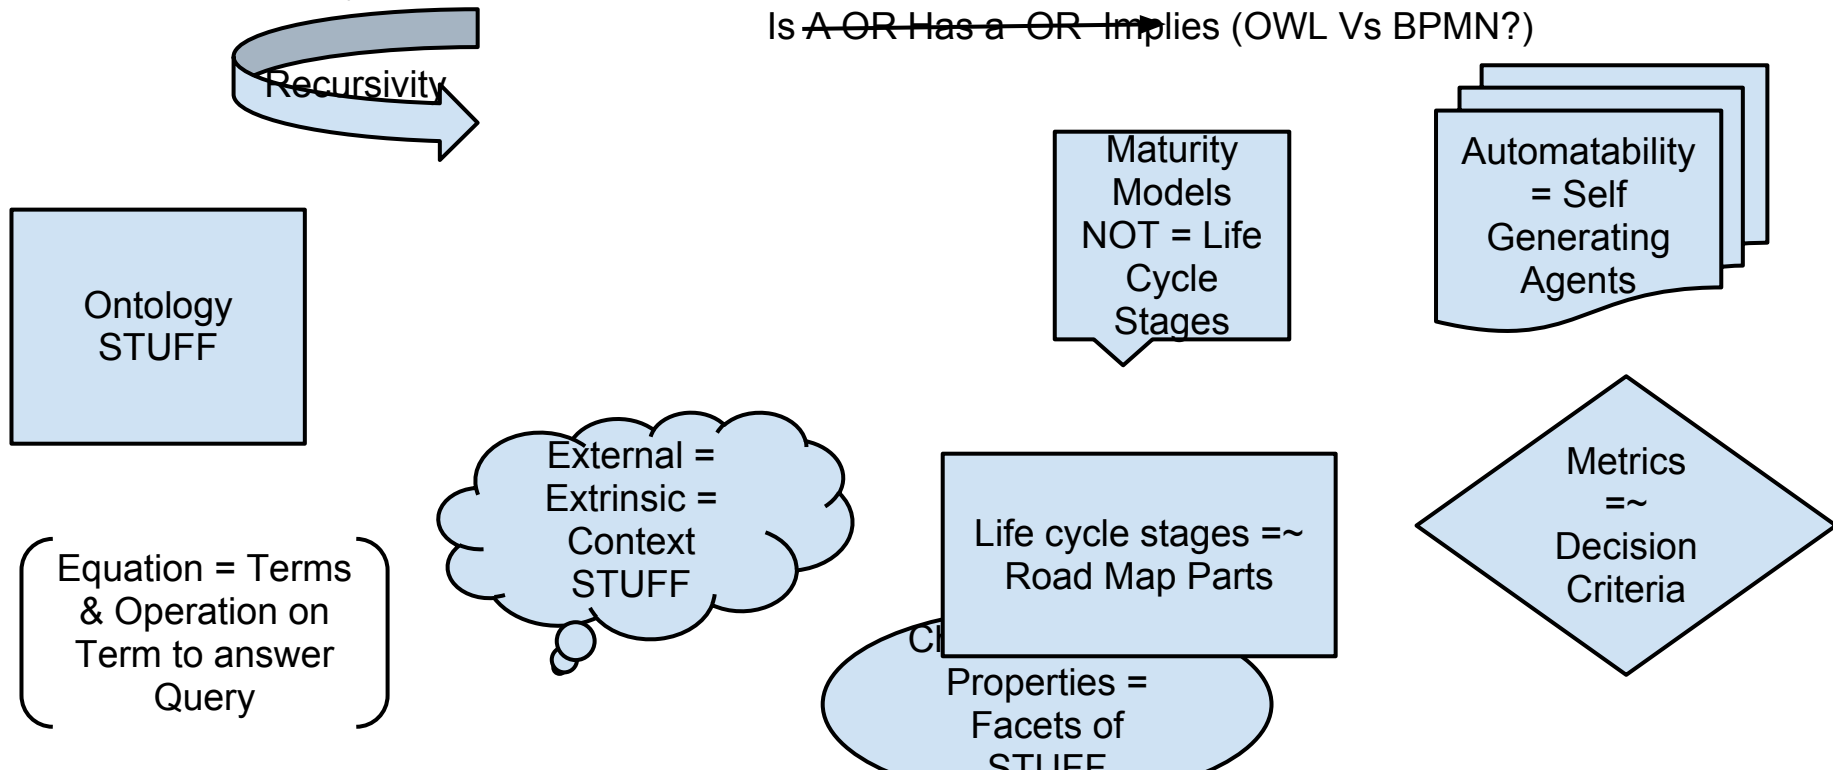 Is A OR Has a OR Implies (OWL Vs BPMN?)
Recursivity
Maturity
Models
NOT = Life
Cycle
Stages
Automatability
= Self
Generating
Agents
Ontology
STUFF
External =
Extrinsic =
Context
STUFF
Life cycle stages =~
Road Map Parts
Metrics
=~
Decision
Criteria
Equation = Terms
& Operation on
Term to answer
Query
Properties =
Facets of
STUFF